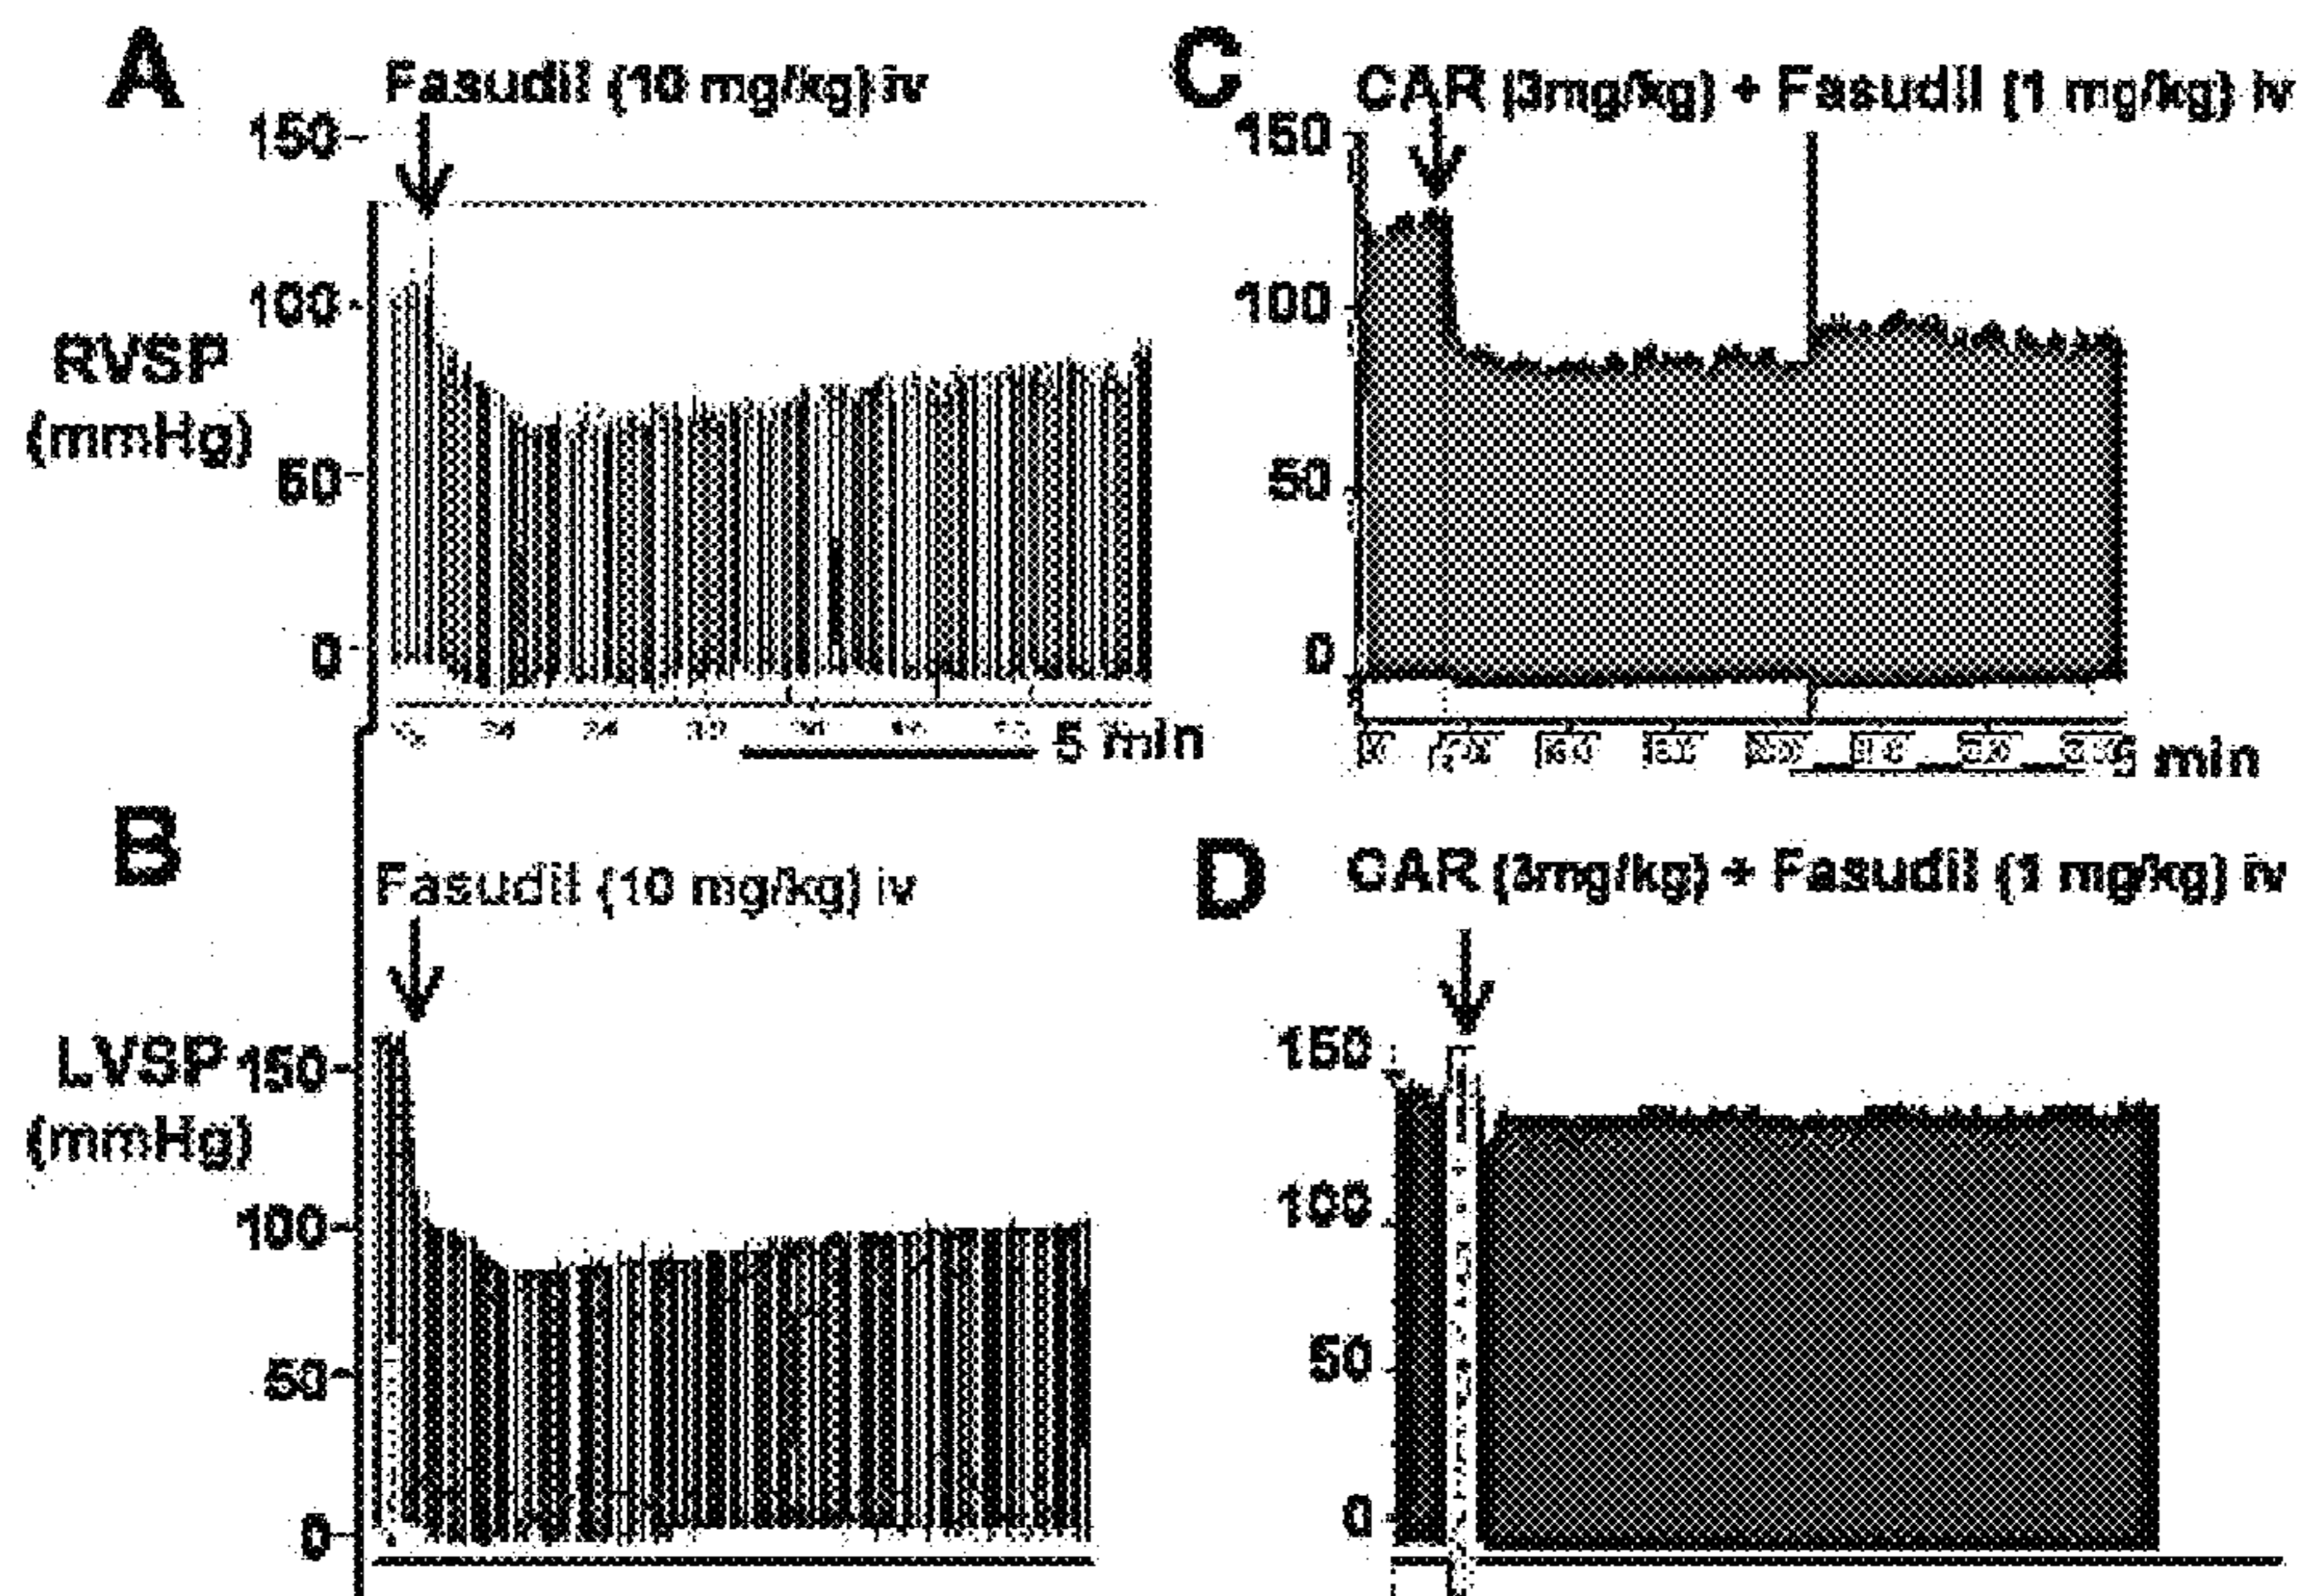 A
Fasudil (10 mg/kg) iv
150
100
RVSP
(mmHg)
50
0
24
5 min
B
Fasudil (10 mg/kg) iv
LVSP
(mmHg)
150
100
50
0
C
CAR (3mg/kg) + Fasudil (1 mg/kg) iv
150
100
50
0
5 min
D
CAR (3mg/kg) + Fasudil (1 mg/kg) iv
150
100
50
0